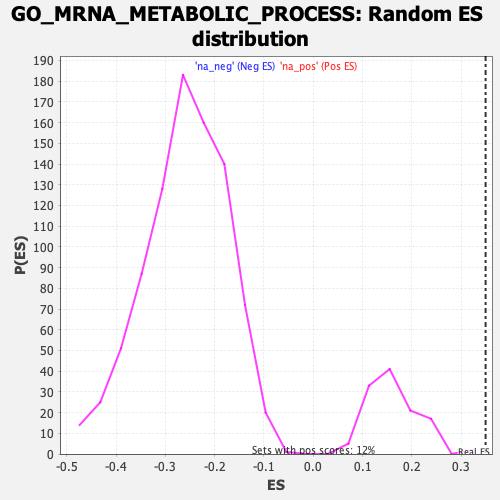 GO_MRNA_METABOLIC_PROCESS: Random ES
distribution
'na_neg' (Neg ES) 'na_pos' (Pos ES)
190
180
170
160
150
140
130
120
110
100
90
80
70
60
50
40
30
20
10
0
P(ES)
Sets with pos scores: 12%
Real ES
-0.5 -0.4 -0.3 -0.2 -0.1 0.0 0.1 0.2 0.3
ES